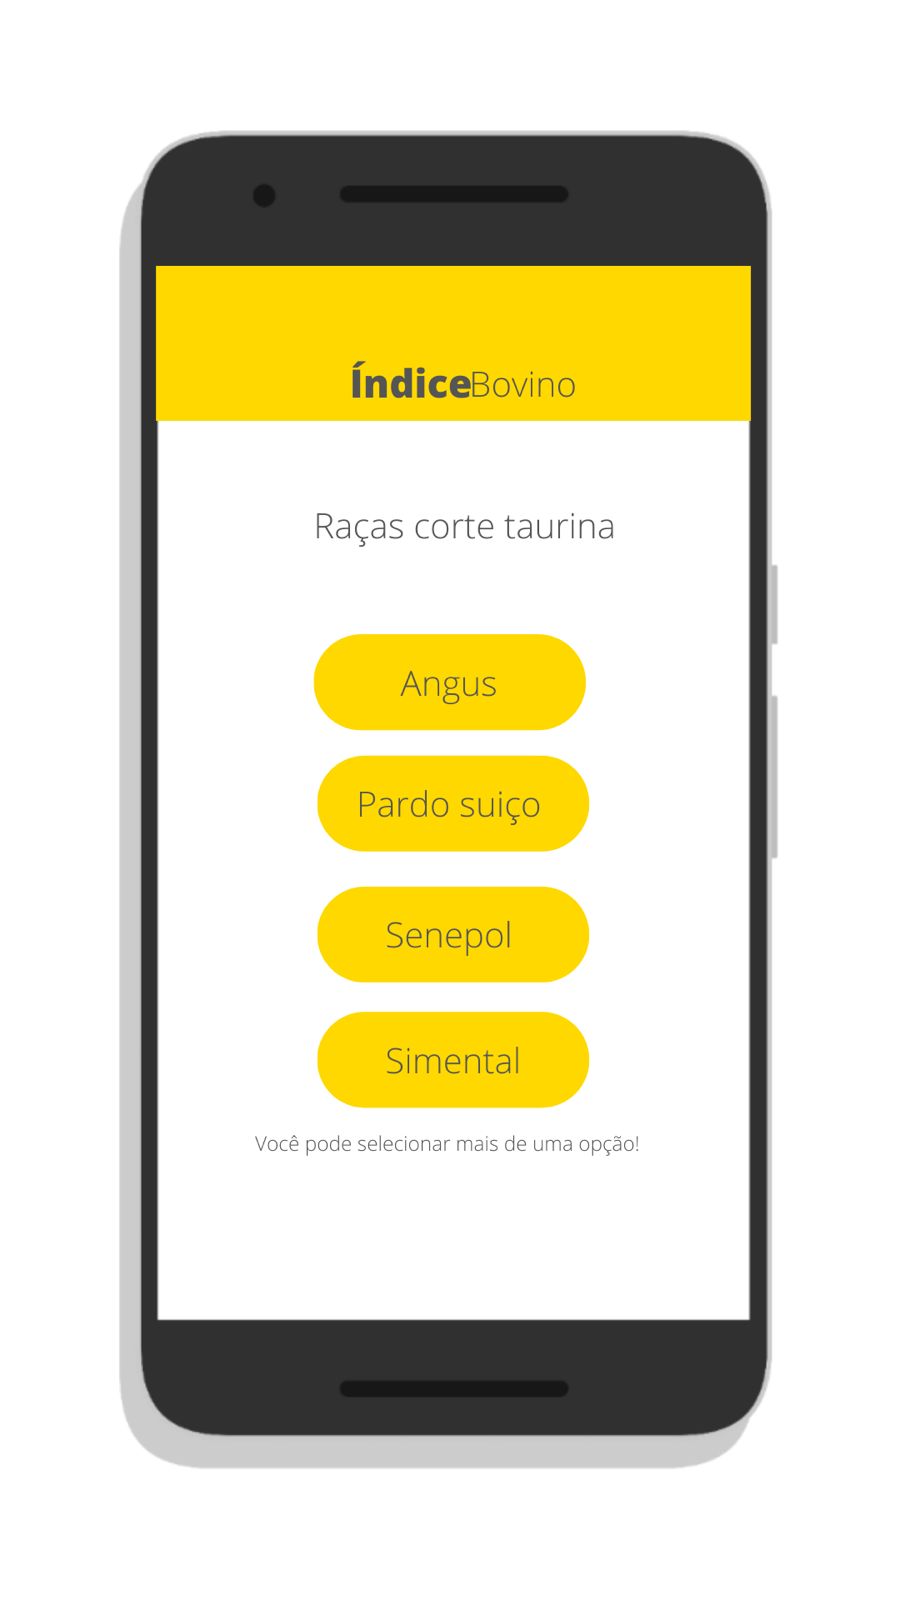 ÍndiceBovino
Raças corte taurina
Angus
Pardo suiço
Senepol
Simental
Você pode selecionar mais de uma opção!